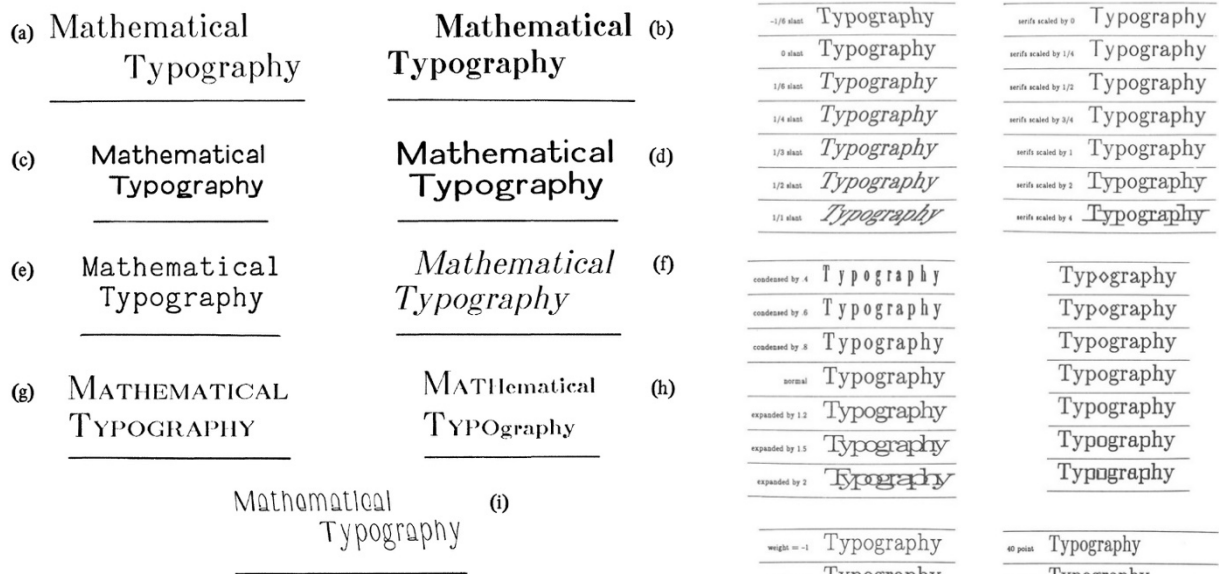 (a) Mathematical
Typography
Mathematical (b)
Typography
(c) Mathematical
Typography
Mathematical (d)
Typography
(e) Mathematical
Typography
Mathematical (f)
Typography
(g) MATHEMATICAL
TYPOGRAPHY
MATHematical (h)
TYPOgraphy
Mathematical (i)
Typography
-1/6 slant Typography
0 slant Typography
1/6 slant Typography
1/4 slant Typography
1/3 slant Typography
1/2 slant Typography
1/1 slant Typography
serifs scaled by 0 Typography
serifs scaled by 1/4 Typography
serifs scaled by 1/2 Typography
serifs scaled by 3/4 Typography
serifs scaled by 1 Typography
serifs scaled by 2 Typography
serifs scaled by 4 Typography
condensed by .4 Typography
condensed by .6 Typography
condensed by .8 Typography
normal Typography
expanded by 1.2 Typography
expanded by 1.5 Typography
expanded by 2 Typography
Typography
Typography
Typography
Typography
Typography
Typography
Typography
weight = -1 Typography
40 point Typography